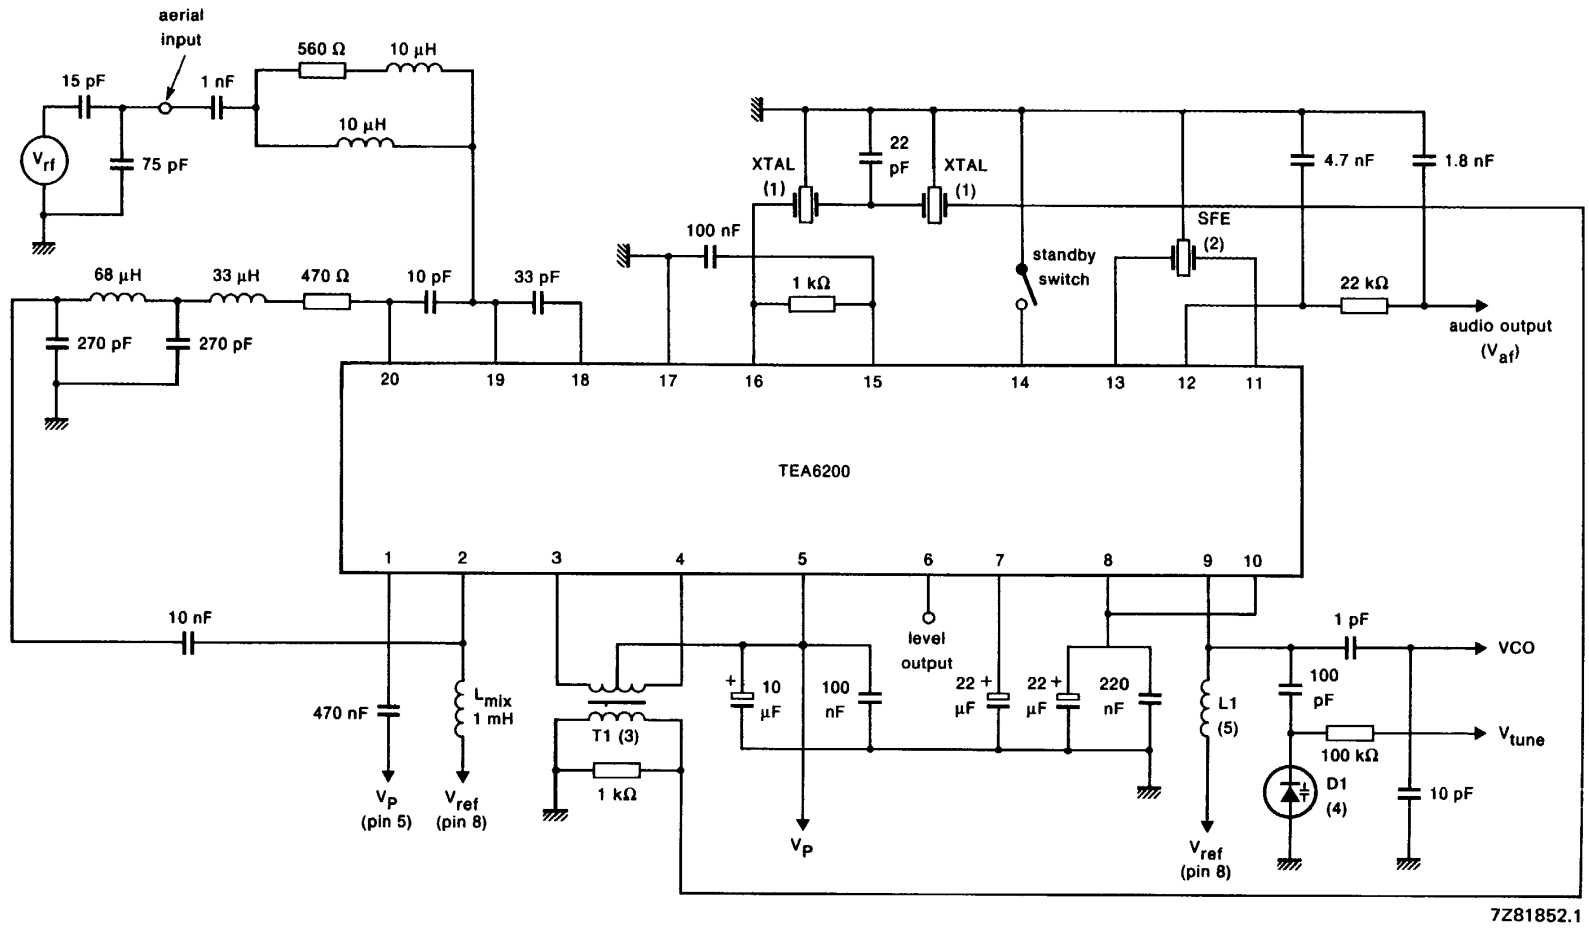 aerial
input
15 pF
1 nF
560 Ω
10 μH
10 μH
V_rf
75 pF
68 μH
33 μH
470 Ω
10 pF
33 pF
270 pF
270 pF
XTAL
(1)
22
pF
XTAL
(1)
100 nF
1 kΩ
standby
switch
SFE
(2)
4.7 nF
1.8 nF
22 kΩ
audio output
(V_af)
20
19
18
17
16
15
14
13
12
11
TEA6200
1
2
3
4
5
6
7
8
9
10
10 nF
470 nF
L_mix
1 mH
V_P
(pin 5)
V_ref
(pin 8)
T1 (3)
1 kΩ
+
10
μF
100
nF
V_P
level
output
22 +
μF
22 +
μF
220
nF
L1
(5)
V_ref
(pin 8)
1 pF
VCO
100
pF
V_tune
100 kΩ
D1
(4)
10 pF
7Z81852.1